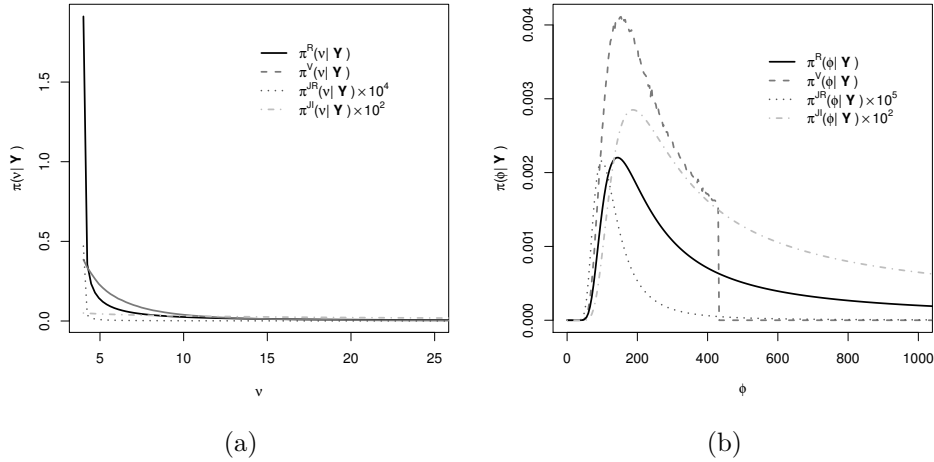 π^R(ν| Y)
π^V(ν| Y)
π^JR(ν| Y) × 10^4
π^JI(ν| Y) × 10^2
π(ν| Y)
0.0 0.5 1.0 1.5
5 10 15 20 25
ν
(a)
π^R(ϕ| Y)
π^V(ϕ| Y)
π^JR(ϕ| Y) × 10^5
π^JI(ϕ| Y) × 10^2
π(ϕ| Y)
0.000 0.001 0.002 0.003 0.004
0 200 400 600 800 1000
ϕ
(b)